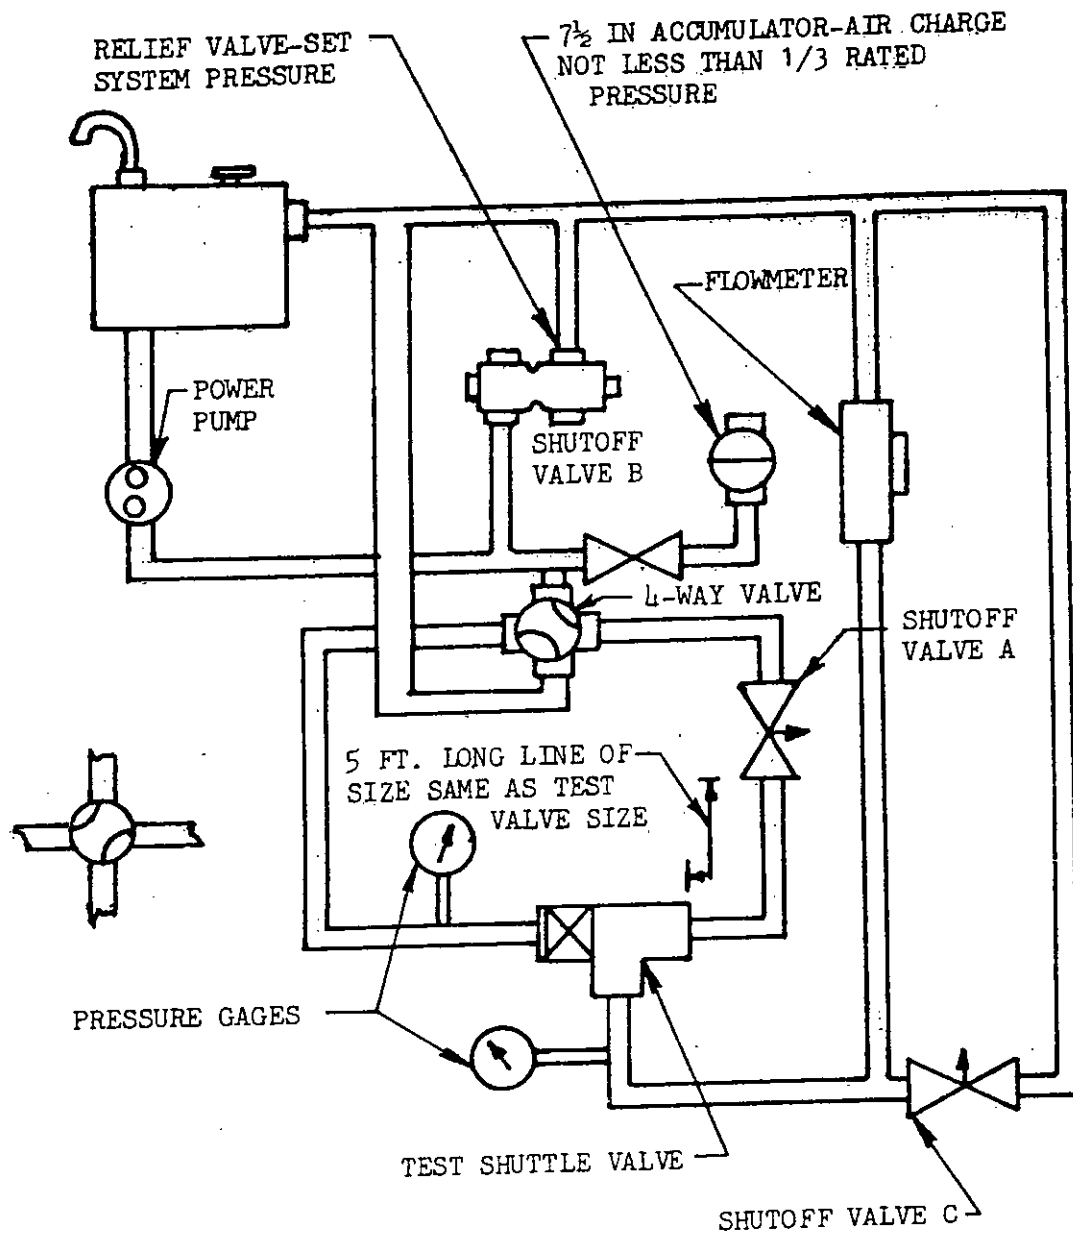 RELIEF VALVE-SET
SYSTEM PRESSURE
7½ IN ACCUMULATOR-AIR CHARGE
NOT LESS THAN 1/3 RATED
PRESSURE
FLOWMETER
POWER
PUMP
SHUTOFF
VALVE B
4-WAY VALVE
SHUTOFF
VALVE A
5 FT. LONG LINE OF
SIZE SAME AS TEST
VALVE SIZE
PRESSURE GAGES
TEST SHUTTLE VALVE
SHUTOFF VALVE C